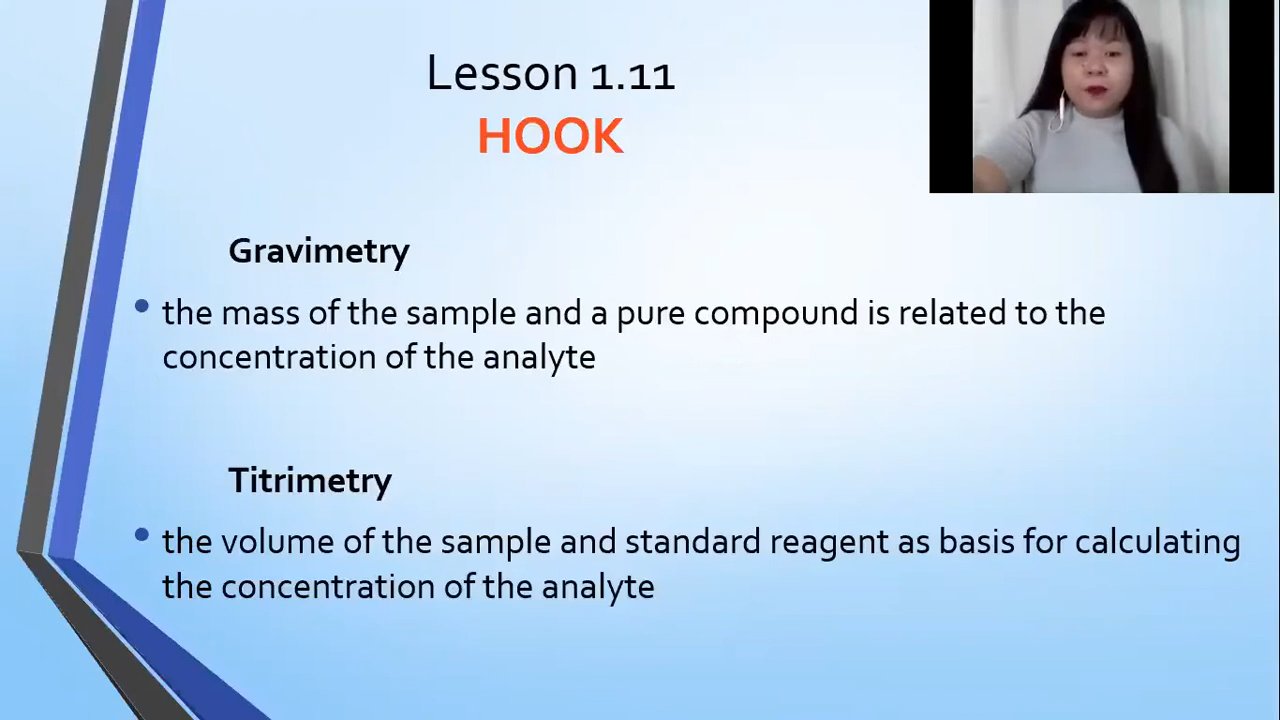 Lesson 1.11
HOOK
Gravimetry
• the mass of the sample and a pure compound is related to the
concentration of the analyte
Titrimetry
• the volume of the sample and standard reagent as basis for calculating
the concentration of the analyte